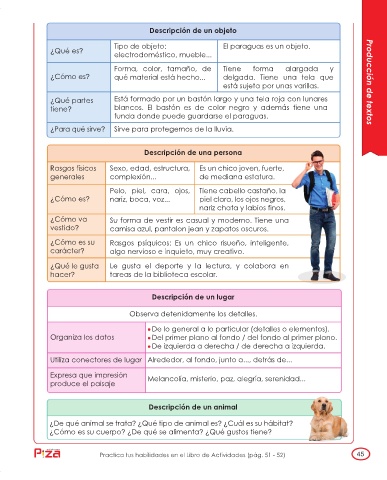 Descripción de un objeto
¿Qué es?
Tipo de objeto:
electrodoméstico, mueble...
El paraguas es un objeto.
¿Cómo es?
Forma, color, tamaño, de
qué material está hecho...
Tiene forma alargada y
delgada. Tiene una tela que
está sujeta por unas varillas.
¿Qué partes
tiene?
Está formado por un bastón largo y una tela roja con lunares
blancos. El bastón es de color negro y además tiene una
funda donde puede guardarse el paraguas.
¿Para qué sirve?
Sirve para protegernos de la lluvia.
Producción de textos
Descripción de una persona
Rasgos físicos
generales
Sexo, edad, estructura,
complexión...
Es un chico joven, fuerte,
de mediana estatura.
¿Cómo es?
Pelo, piel, cara, ojos,
nariz, boca, voz...
Tiene cabello castaño, la
piel clara, los ojos negros,
nariz chata y labios finos.
¿Cómo va
vestido?
Su forma de vestir es casual y moderno. Tiene una
camisa azul, pantalon jean y zapatos oscuros.
¿Cómo es su
carácter?
Rasgos psíquicos: Es un chico risueño, inteligente,
algo nervioso e inquieto, muy creativo.
¿Qué le gusta
hacer?
Le gusta el deporte y la lectura, y colabora en
tareas de la biblioteca escolar.
Descripción de un lugar
Observa detenidamente los detalles.
Organiza los datos
• De lo general a lo particular (detalles o elementos).
• Del primer plano al fondo / del fondo al primer plano.
• De izquierda a derecha / de derecha a izquierda.
Utiliza conectores de lugar
Alrededor, al fondo, junto a..., detrás de...
Expresa que impresión
produce el paisaje
Melancolía, misterio, paz, alegría, serenidad...
Descripción de un animal
¿De qué animal se trata? ¿Qué tipo de animal es? ¿Cuál es su hábitat?
¿Cómo es su cuerpo? ¿De qué se alimenta? ¿Qué gustos tiene?
Practica tus habilidades en el Libro de Actividades (pág. 51 - 52)
45